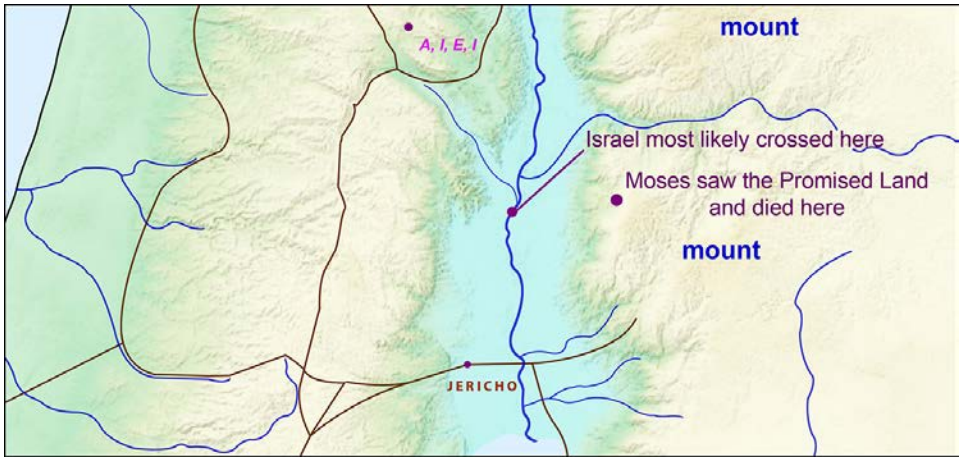 mount
A, I, E, I
Israel most likely crossed here
Moses saw the Promised Land
and died here
mount
JERICHO